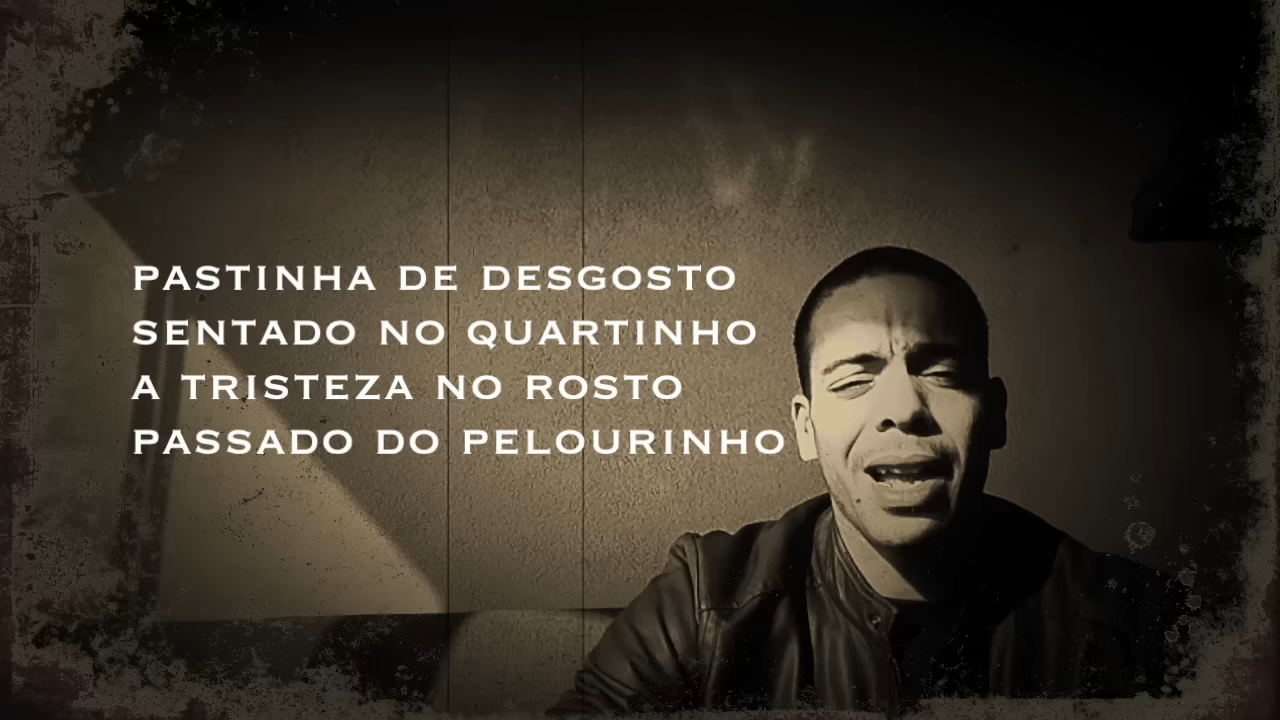 PASTINHA DE DESGOSTO
SENTADO NO QUARTINHO
A TRISTEZA NO ROSTO
PASSADO DO PELOURINHO